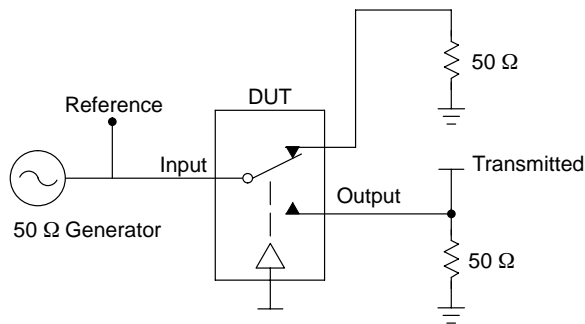 50 Ω
Reference
DUT
Input
Transmitted
Output
50 Ω Generator
50 Ω